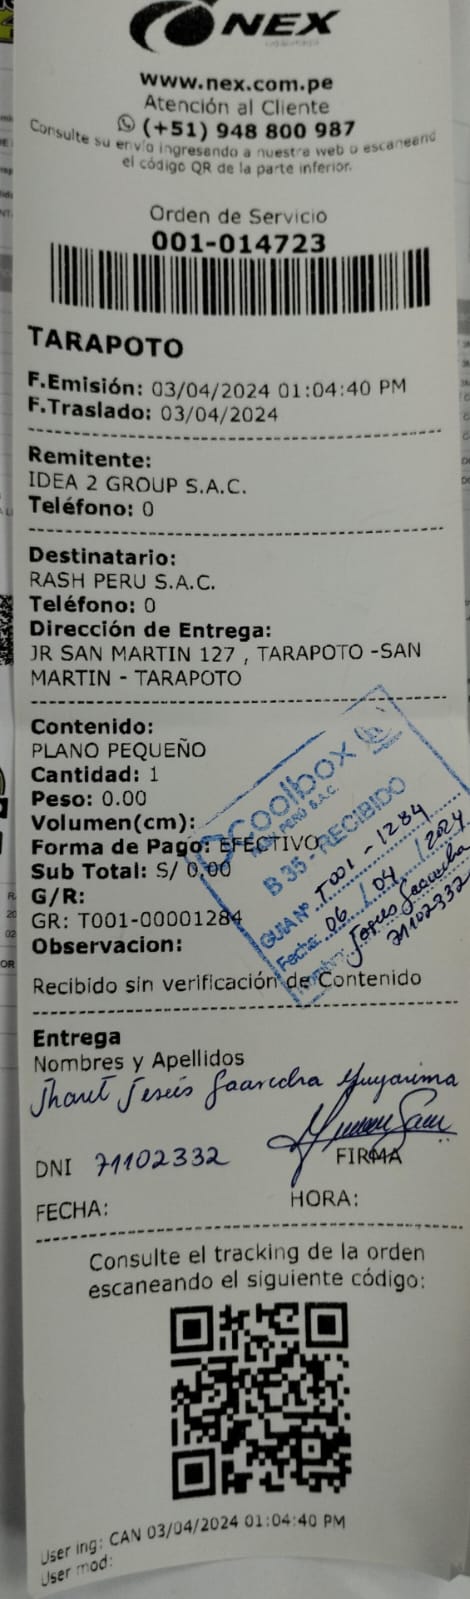 NEX
www.nex.com.pe
Atención al Cliente
(+51) 948 800 987
Consulte su envío ingresando a nuestra web o escaneand
el código QR de la parte inferior.
Orden de Servicio
001-014723
TARAPOTO
F.Emisión: 03/04/2024 01:04:40 PM
F.Traslado: 03/04/2024
Remitente:
IDEA 2 GROUP S.A.C.
Teléfono: 0
Destinatario:
RASH PERU S.A.C.
Teléfono: 0
Dirección de Entrega:
JR SAN MARTIN 127 , TARAPOTO -SAN
MARTIN - TARAPOTO
Contenido:
PLANO PEQUEÑO
Cantidad: 1
Peso: 0.00
Volumen(cm):
Forma de Pago: EFECTIVO
Sub Total: S/ 0,00
G/R:
GR: T001-00001284
Observacion:
coolbox
PERU S.A.C.
B 35 - RECIBIDO
GUIA Nº T001 - 1284
Fecha: 06 / 04 / 2024
Nombre: Jesus Saavedra
71102332
Recibido sin verificación de Contenido
Entrega
Nombres y Apellidos
Jesús Saavedra
DNI 71102332
FIRMA
FECHA:
HORA:
Consulte el tracking de la orden
escaneando el siguiente código:
User ing: CAN 03/04/2024 01:04:40 PM
User mod: